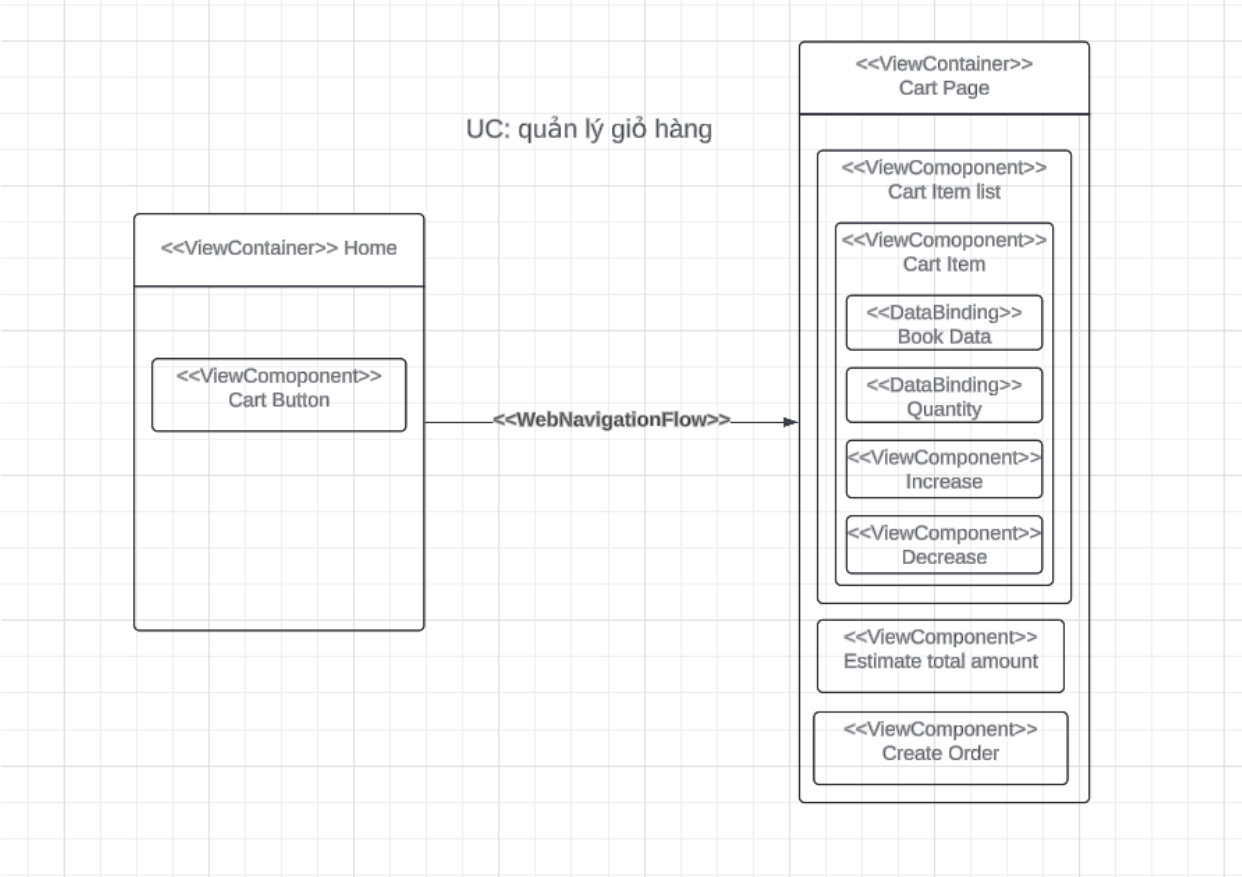 UC: quản lý giỏ hàng
<<ViewContainer>> Home
<<ViewComoponent>>
Cart Button
<<WebNavigationFlow>>
<<ViewContainer>>
Cart Page
<<ViewComoponent>>
Cart Item list
<<ViewComoponent>>
Cart Item
<<DataBinding>>
Book Data
<<DataBinding>>
Quantity
<<ViewComponent>>
Increase
<<ViewComponent>>
Decrease
<<ViewComponent>>
Estimate total amount
<<ViewComponent>>
Create Order